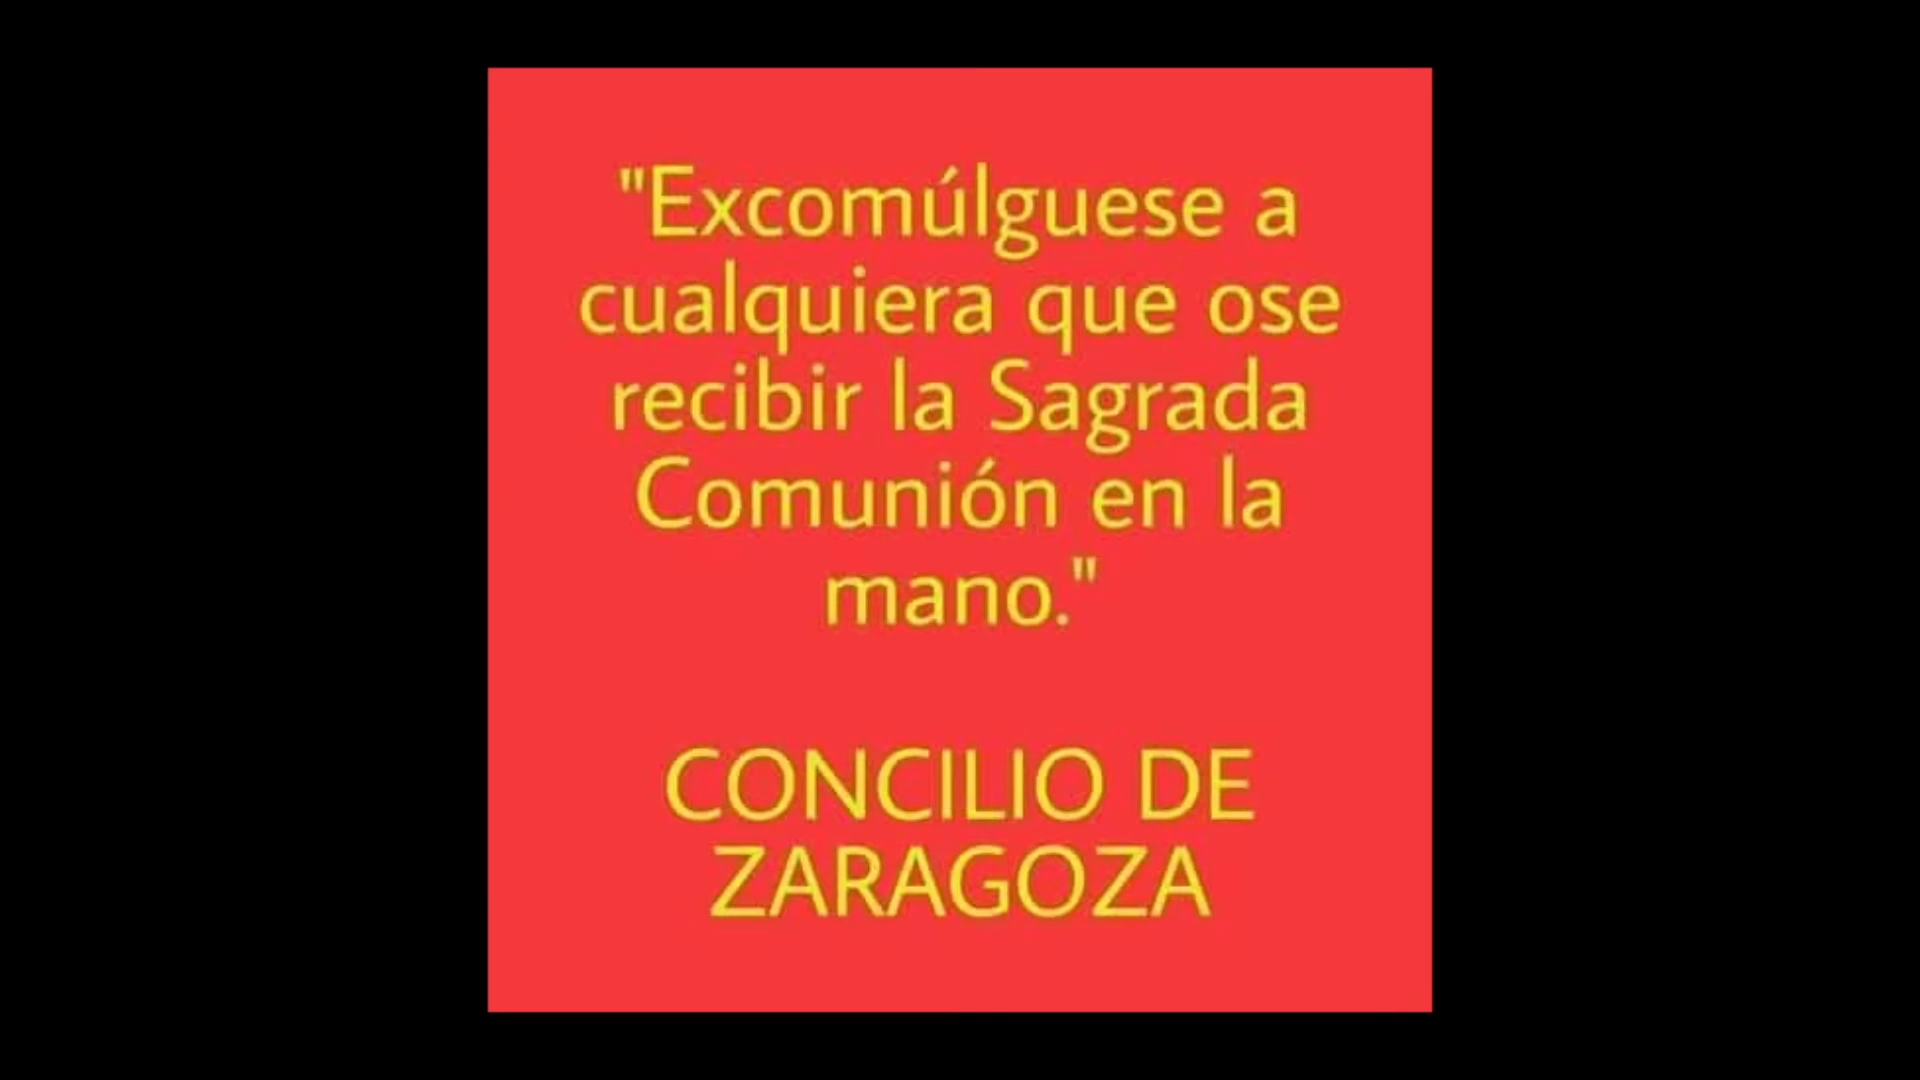 "Excomúlguese a
cualquiera que ose
recibir la Sagrada
Comunión en la
mano."
CONCILIO DE
ZARAGOZA